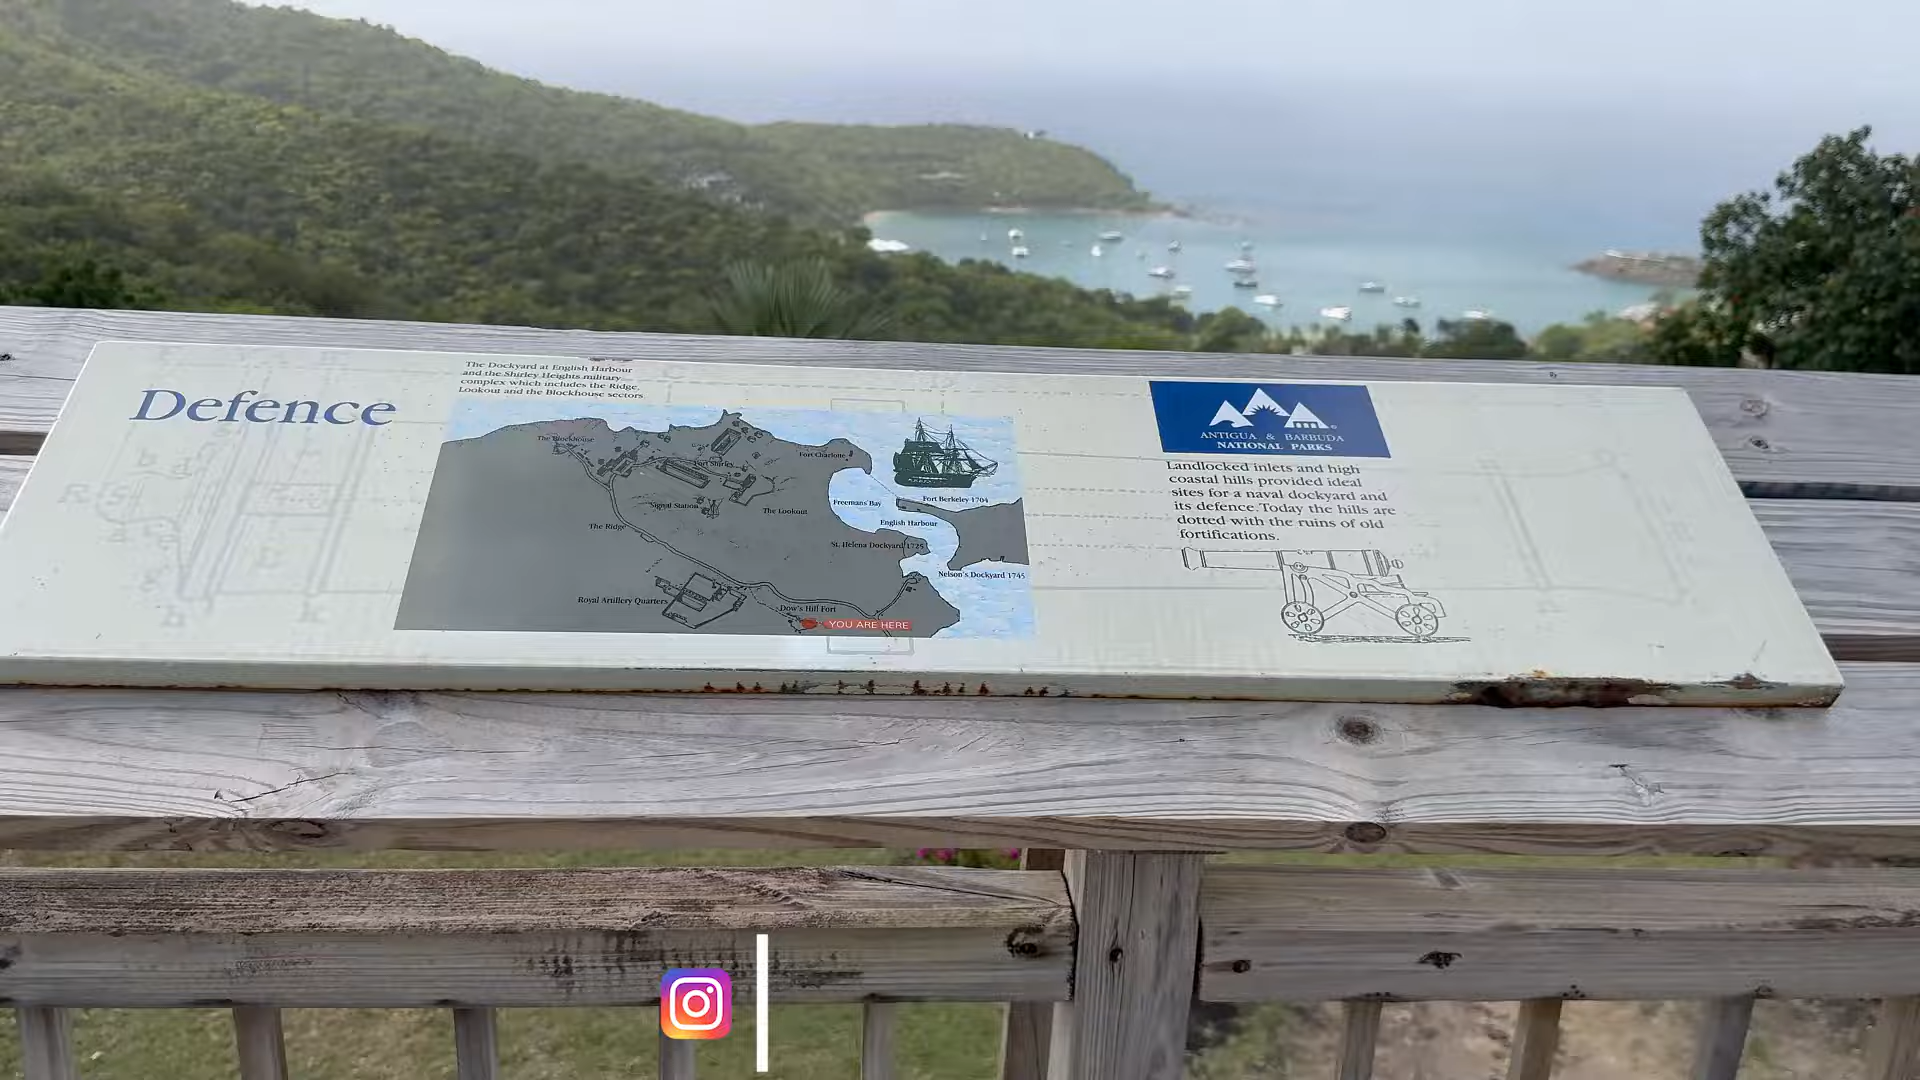 Defence
The Dockyard at English Harbour
and the Shirley Heights military
complex which includes the Ridge,
Lookout and the Blockhouse sectors
The Blockhouse
Fort Shirley
Fort Charlotte
Signal Station
The Lookout
The Ridge
Freemans Bay
Fort Berkeley 1704
English Harbour
St. Helena Dockyard 1725
Nelson's Dockyard 1745
Royal Artillery Quarters
Dow's Hill Fort
YOU ARE HERE
ANTIGUA & BARBUDA
NATIONAL PARKS
Landlocked inlets and high
coastal hills provided ideal
sites for a naval dockyard and
its defence. Today the hills are
dotted with the ruins of old
fortifications.